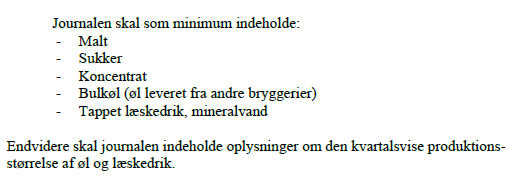 Journalen skal som minimum indeholde:
- Malt
- Sukker
- Koncentrat
- Bulkøl (øl leveret fra andre bryggerier)
- Tappet læskedrik, mineralvand
Endvidere skal journalen indeholde oplysninger om den kvartalsvise produktions-
størrelse af øl og læskedrik.